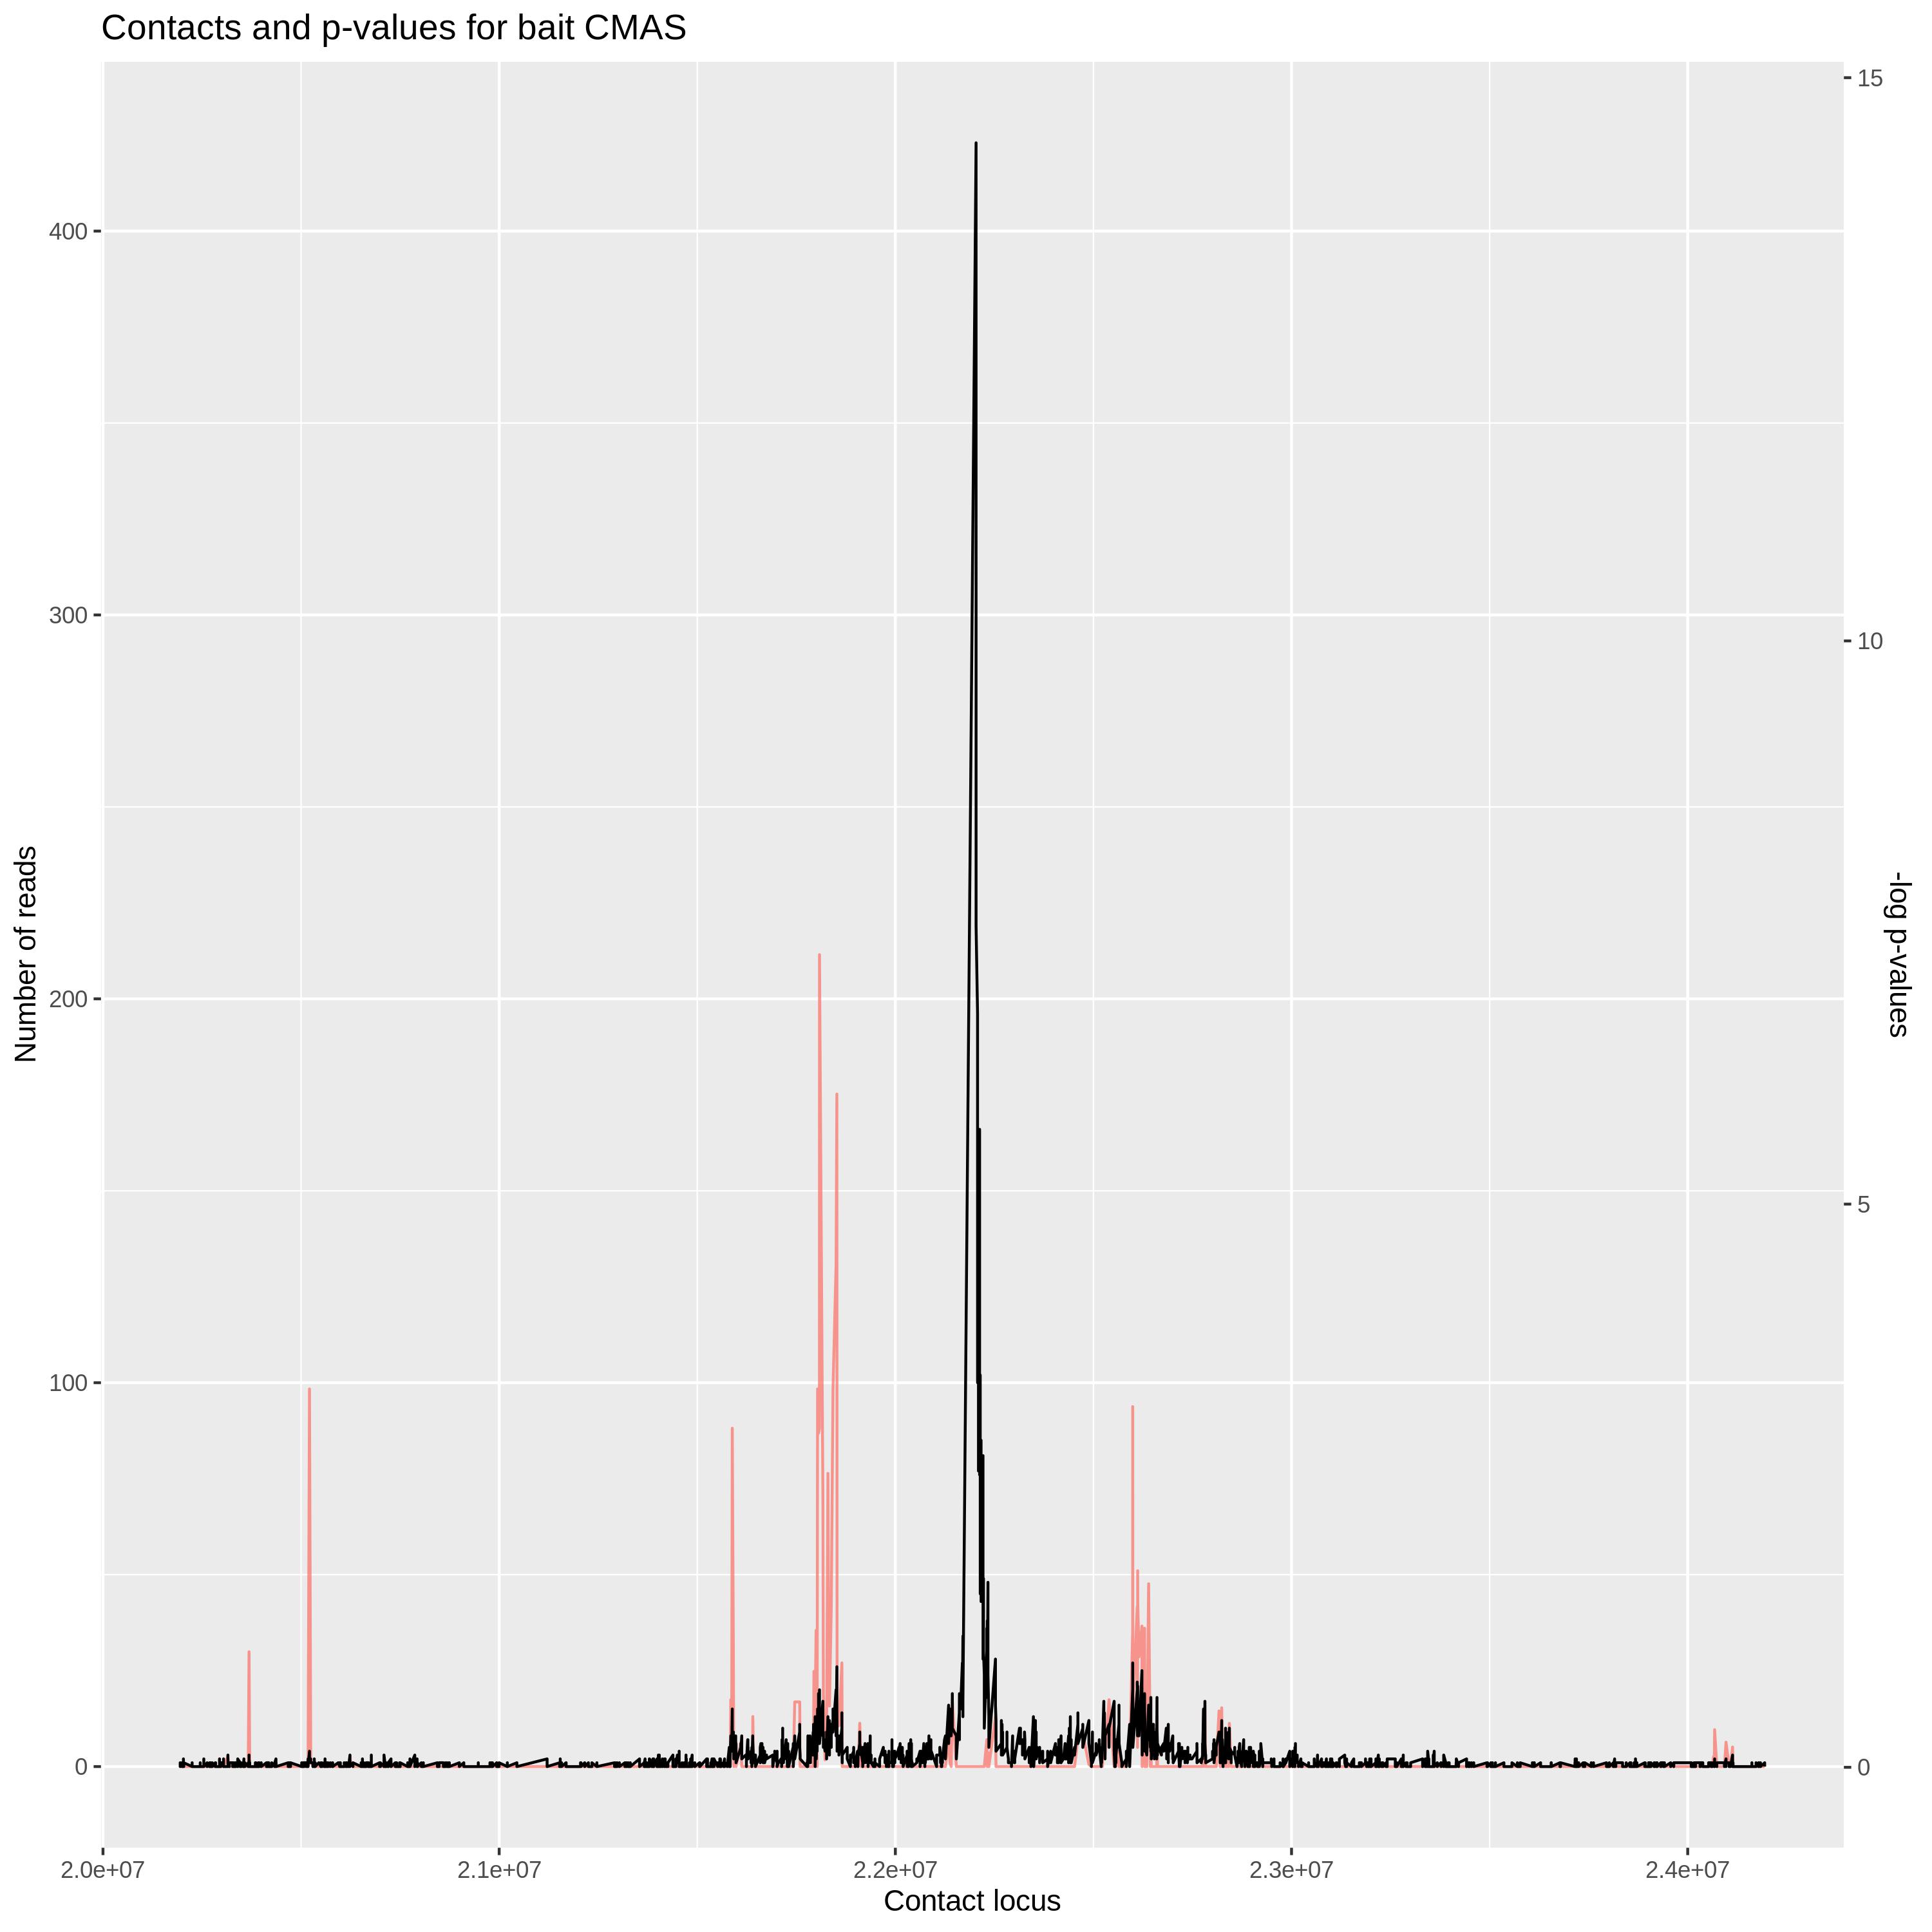 Contacts and p-values for bait CMAS
15
400
300
10
Number of reads
-log p-values
200
5
100
0
0
2.0e+07
2.1e+07
2.2e+07
2.3e+07
2.4e+07
Contact locus